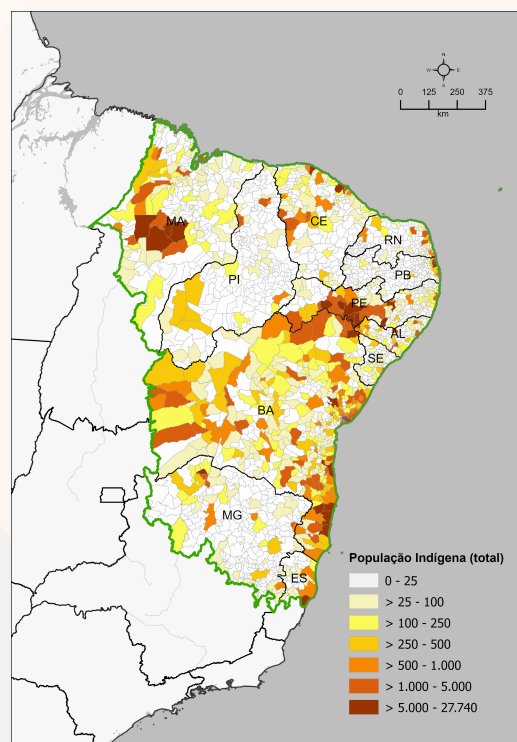 N
W E
S
0 125 250 375
km
MA
CE
RN
PB
PI
PE
AL
SE
BA
MG
ES
População Indígena (total)
0 - 25
> 25 - 100
> 100 - 250
> 250 - 500
> 500 - 1.000
> 1.000 - 5.000
> 5.000 - 27.740